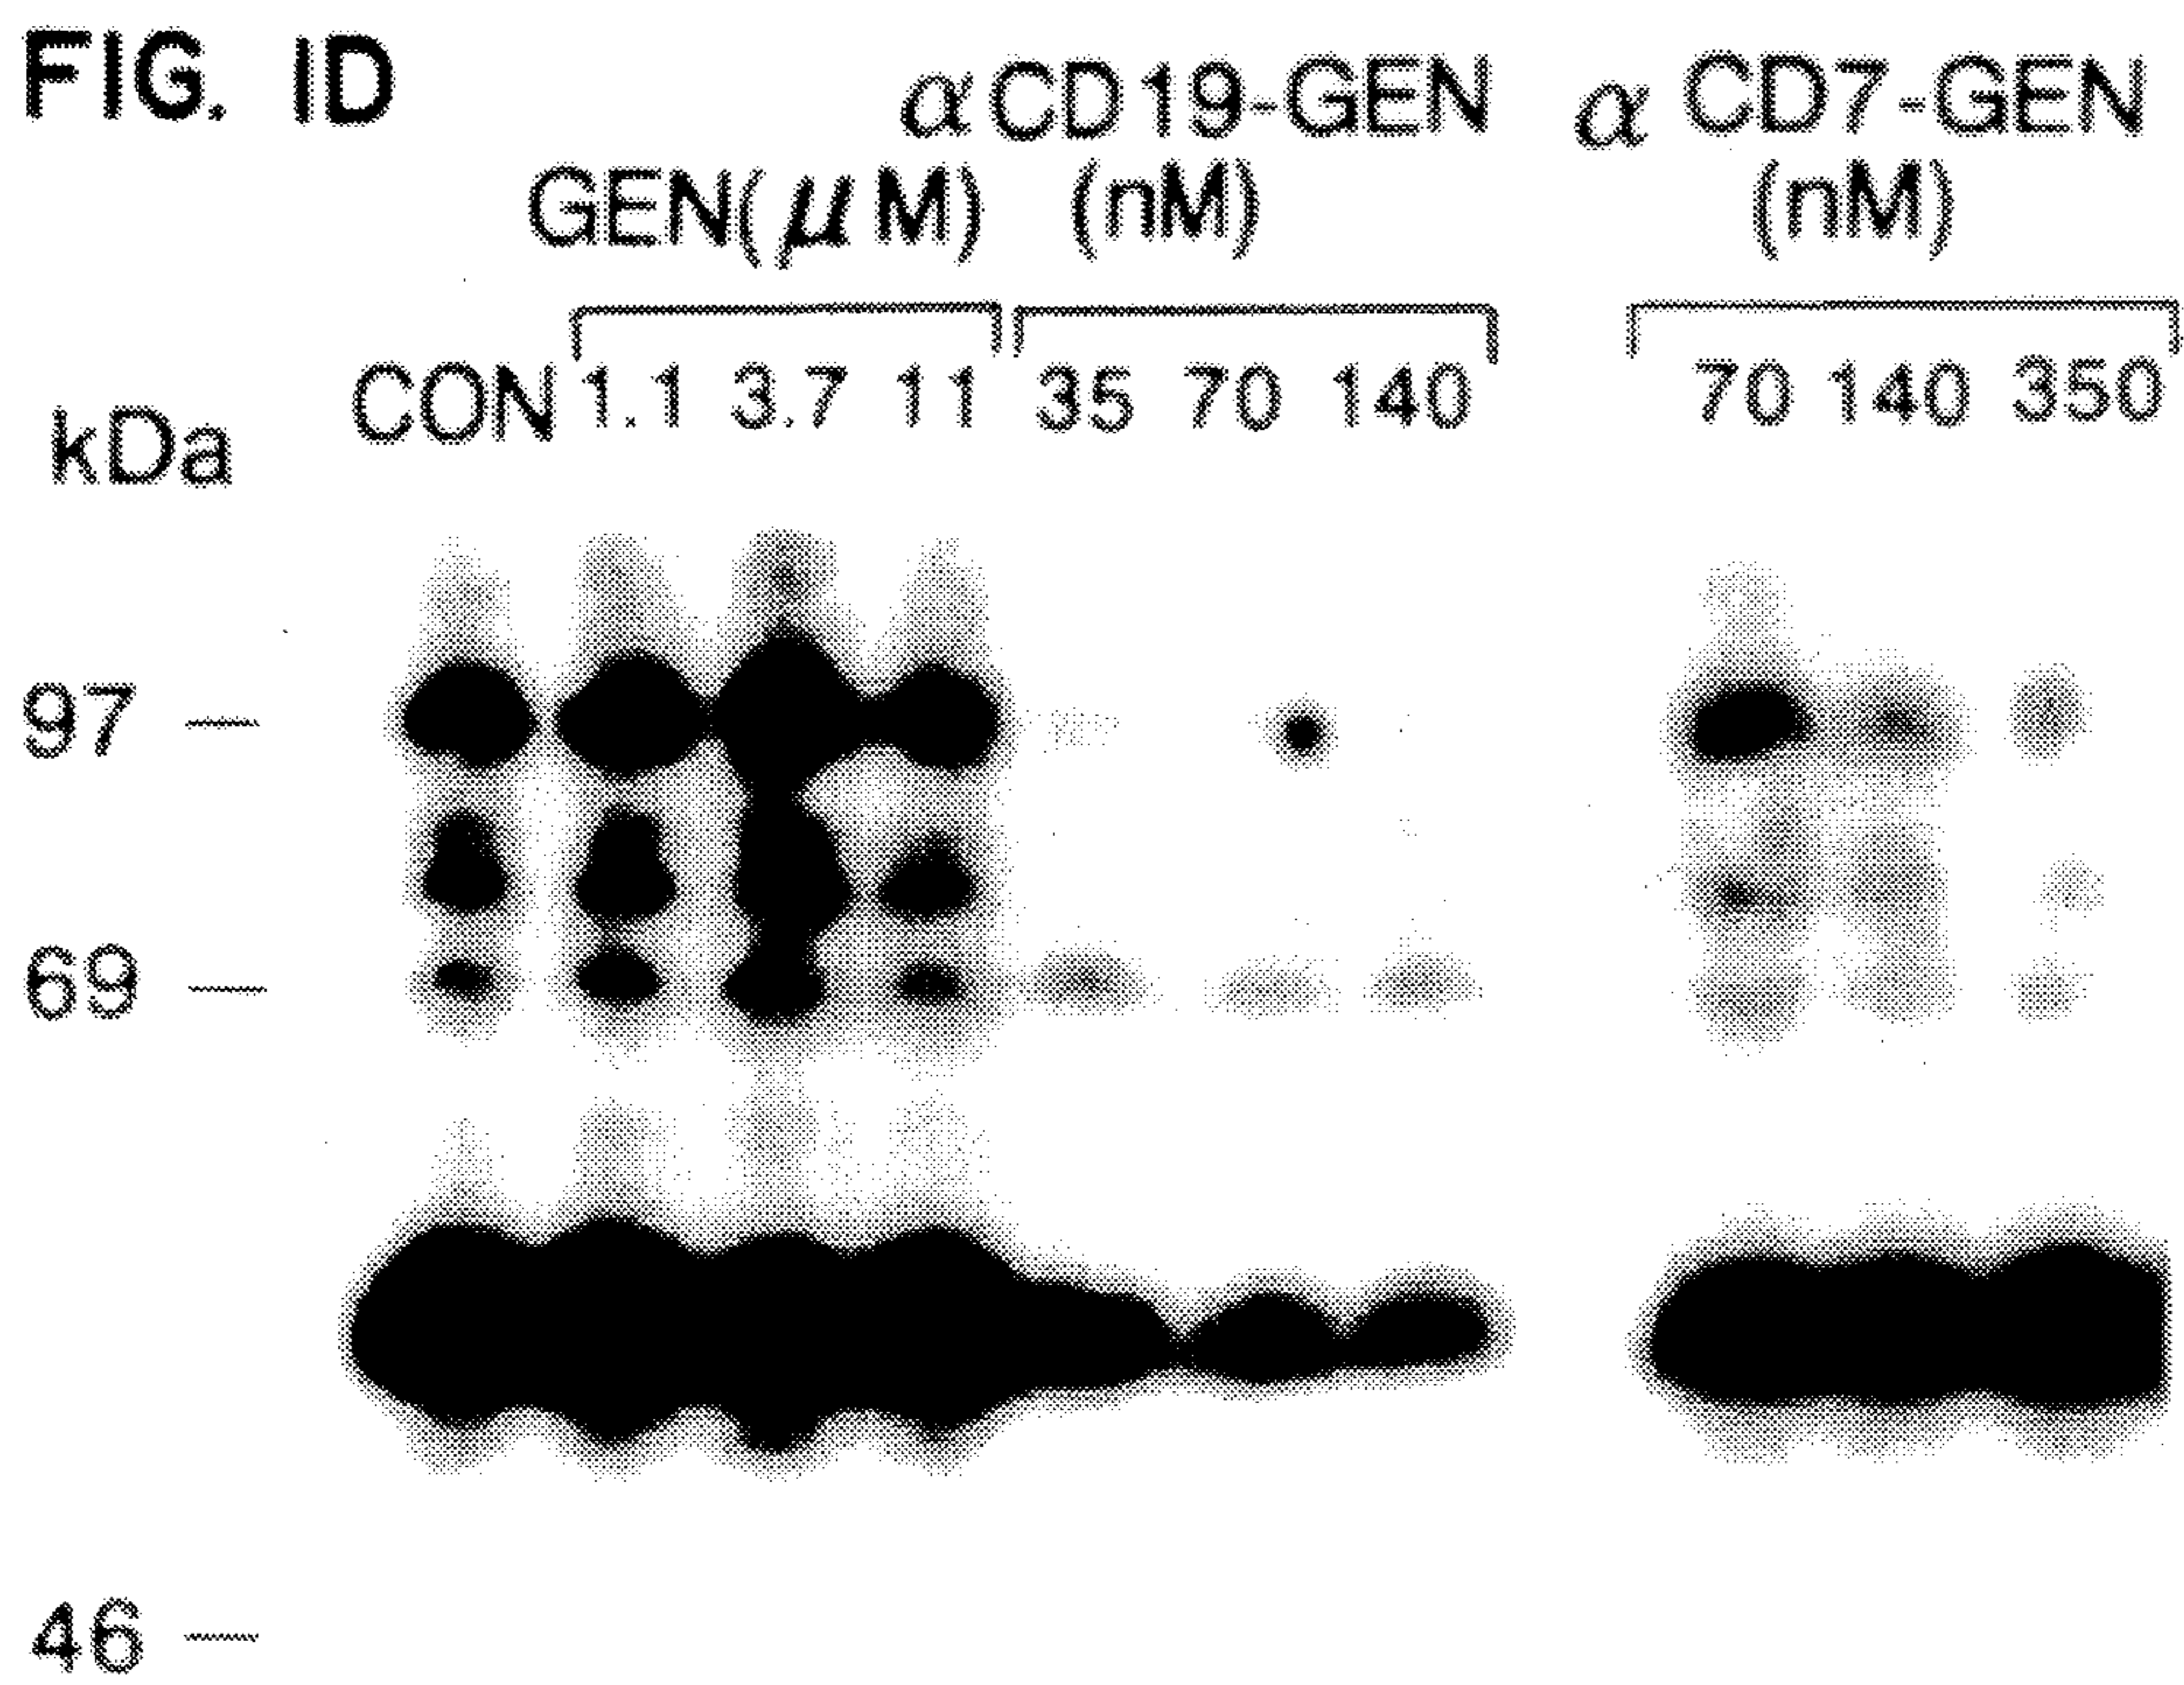 FIG. 1D
αCD19-GEN α CD7-GEN
GEN(μM) (nM) (nM)
CON 1.1 3.7 11 35 70 140 70 140 350
kDa
97 —
69 —
46 —